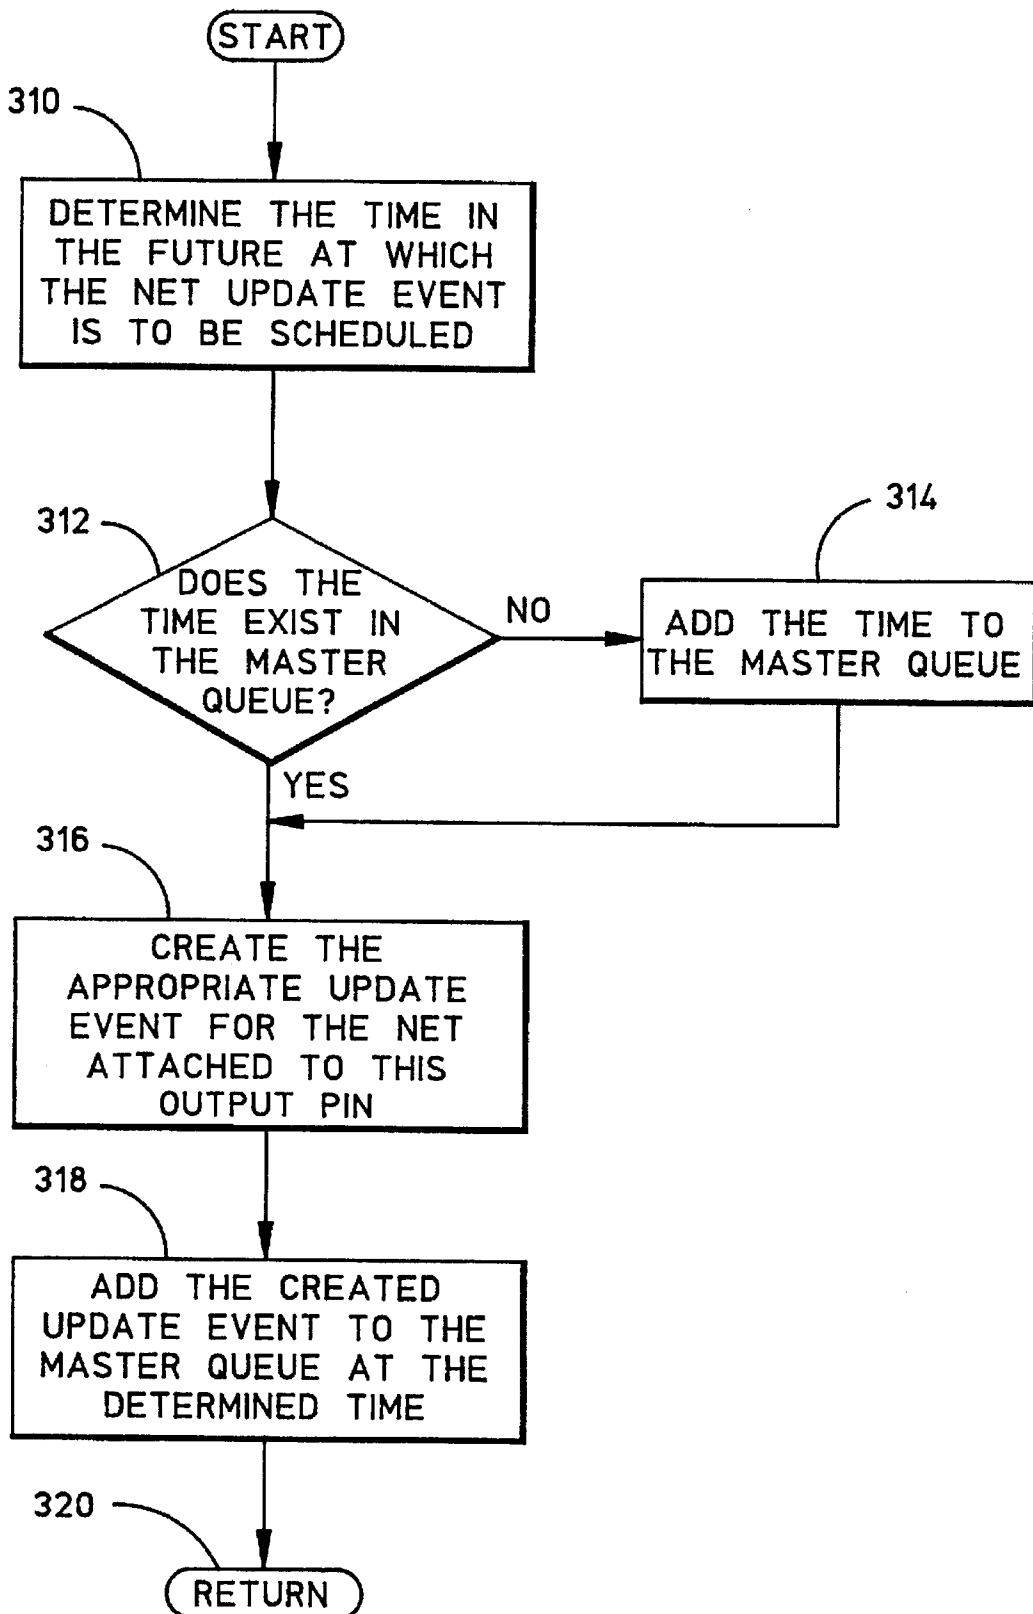 START
310
DETERMINE THE TIME IN
THE FUTURE AT WHICH
THE NET UPDATE EVENT
IS TO BE SCHEDULED
312
DOES THE
TIME EXIST IN
THE MASTER
QUEUE?
NO
314
ADD THE TIME TO
THE MASTER QUEUE
YES
316
CREATE THE
APPROPRIATE UPDATE
EVENT FOR THE NET
ATTACHED TO THIS
OUTPUT PIN
318
ADD THE CREATED
UPDATE EVENT TO THE
MASTER QUEUE AT THE
DETERMINED TIME
320
RETURN